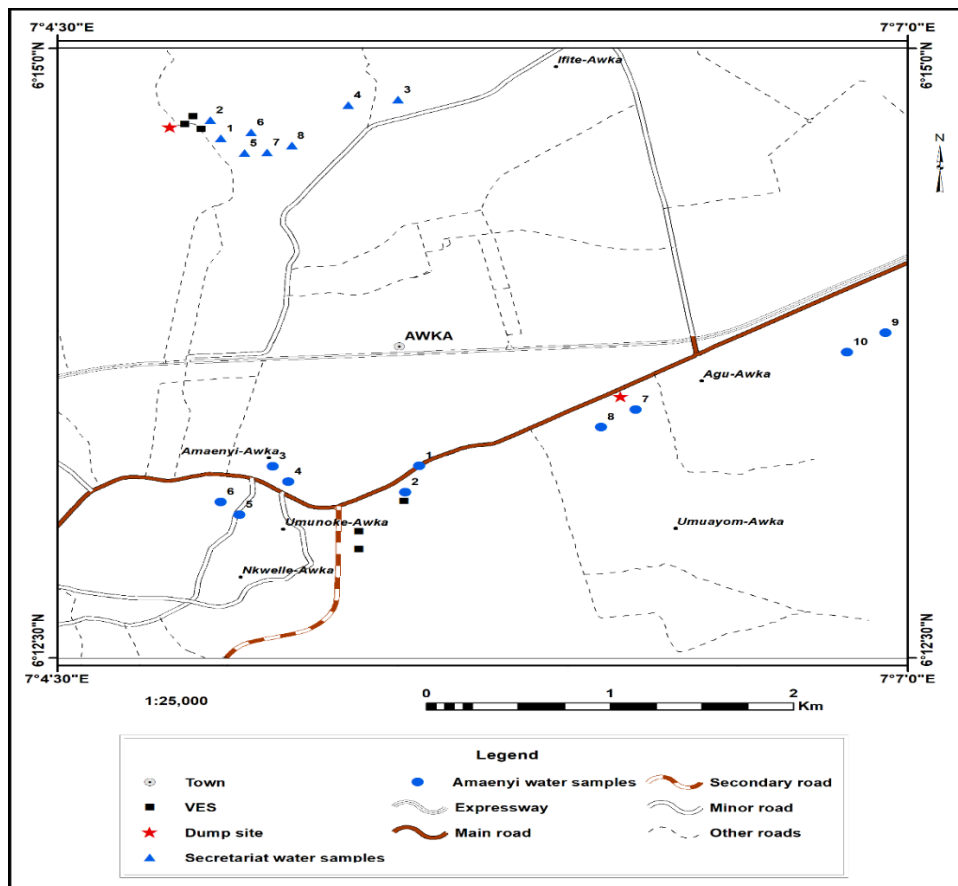 7°4'30"E 7°7'0"E
6°15'0"N 6°15'0"N
Ifite-Awka
N
4 3
2
6
1
5 7 8
AWKA
9
10
Agu-Awka
7
8
Amaenyi-Awka
3 1
4
2
6
5
Umunoke-Awka Umuayom-Awka
Nkwelle-Awka
6°12'30"N 6°12'30"N
7°4'30"E 7°7'0"E
1:25,000
0 1 2
Km
Legend
Town Amaenyi water samples Secondary road
VES Expressway Minor road
Dump site Main road Other roads
Secretariat water samples